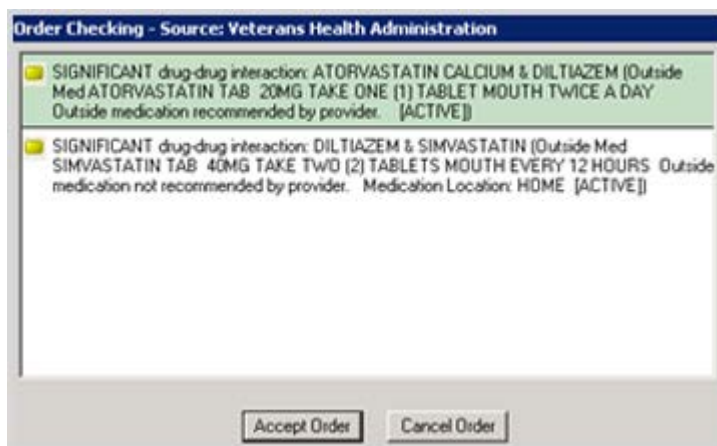 Order Checking - Source: Veterans Health Administration
SIGNIFICANT drug-drug interaction: ATORVASTATIN CALCIUM & DILTIAZEM (Outside
Med ATORVASTATIN TAB 20MG TAKE ONE (1) TABLET MOUTH TWICE A DAY
Outside medication recommended by provider. [ACTIVE])
SIGNIFICANT drug-drug interaction: DILTIAZEM & SIMVASTATIN (Outside Med
SIMVASTATIN TAB 40MG TAKE TWO (2) TABLETS MOUTH EVERY 12 HOURS Outside
medication not recommended by provider. Medication Location: HOME [ACTIVE])
Accept Order
Cancel Order